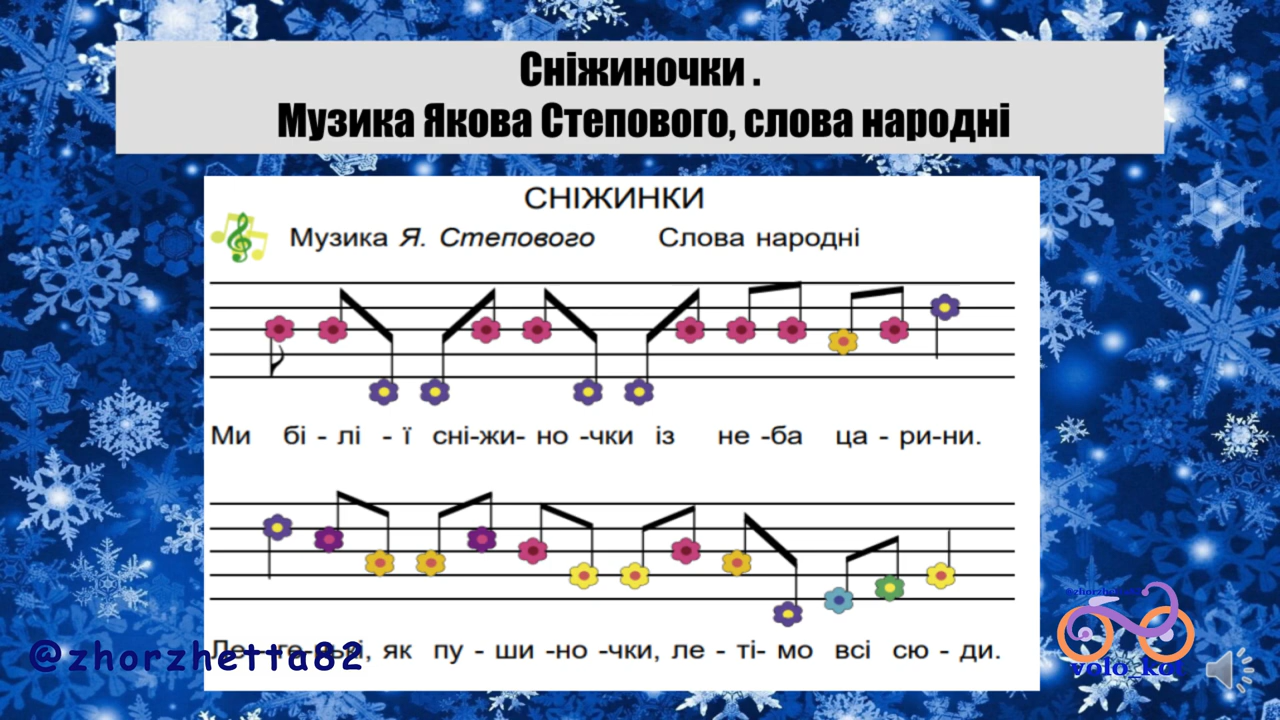 Сніжиночки .
Музика Якова Степового, слова народні
СНІЖИНКИ
Музика Я. Степового Слова народні
Ми бі - лі - ї сні-жи- но -чки із не -ба ца - ри-ни.
як пу - ши -но -чки, ле - ті- мо всі сю - ди.
@zhorzhetta82